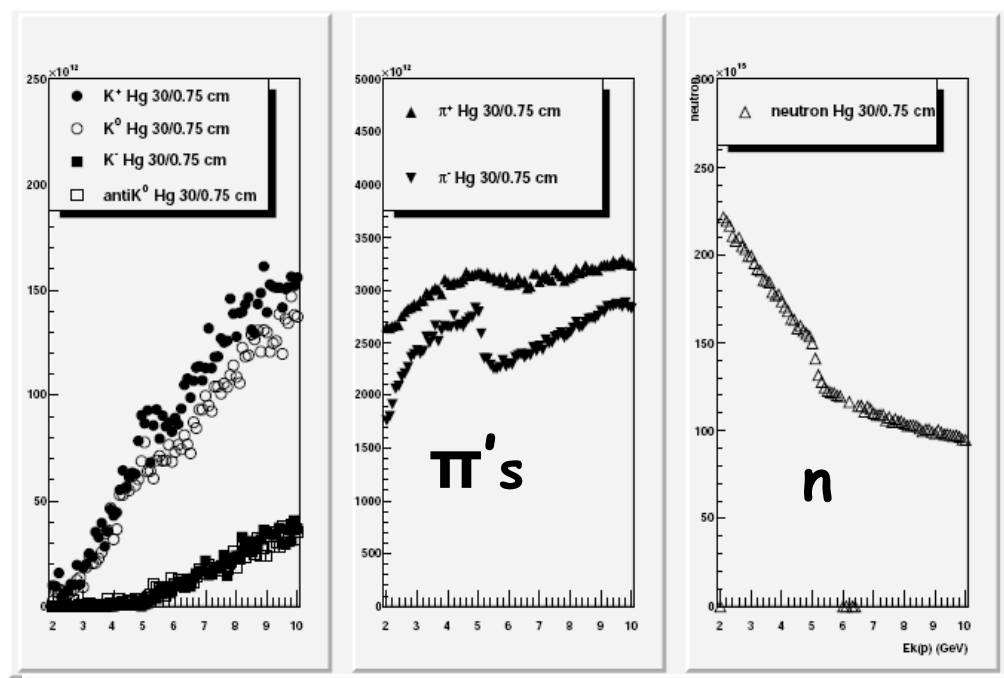 250 ×10¹²
K⁺ Hg 30/0.75 cm
K⁰ Hg 30/0.75 cm
K⁻ Hg 30/0.75 cm
antiK⁰ Hg 30/0.75 cm
200
150
100
50
0
2 3 4 5 6 7 8 9 10
5000 ×10¹²
π⁺ Hg 30/0.75 cm
π⁻ Hg 30/0.75 cm
4500
4000
3500
3000
2500
2000
1500
1000
500
0
π's
2 3 4 5 6 7 8 9 10
300 ×10¹⁵
neutron
neutron Hg 30/0.75 cm
250
200
150
100
50
0
n
2 3 4 5 6 7 8 9 10
Ek(p) (GeV)